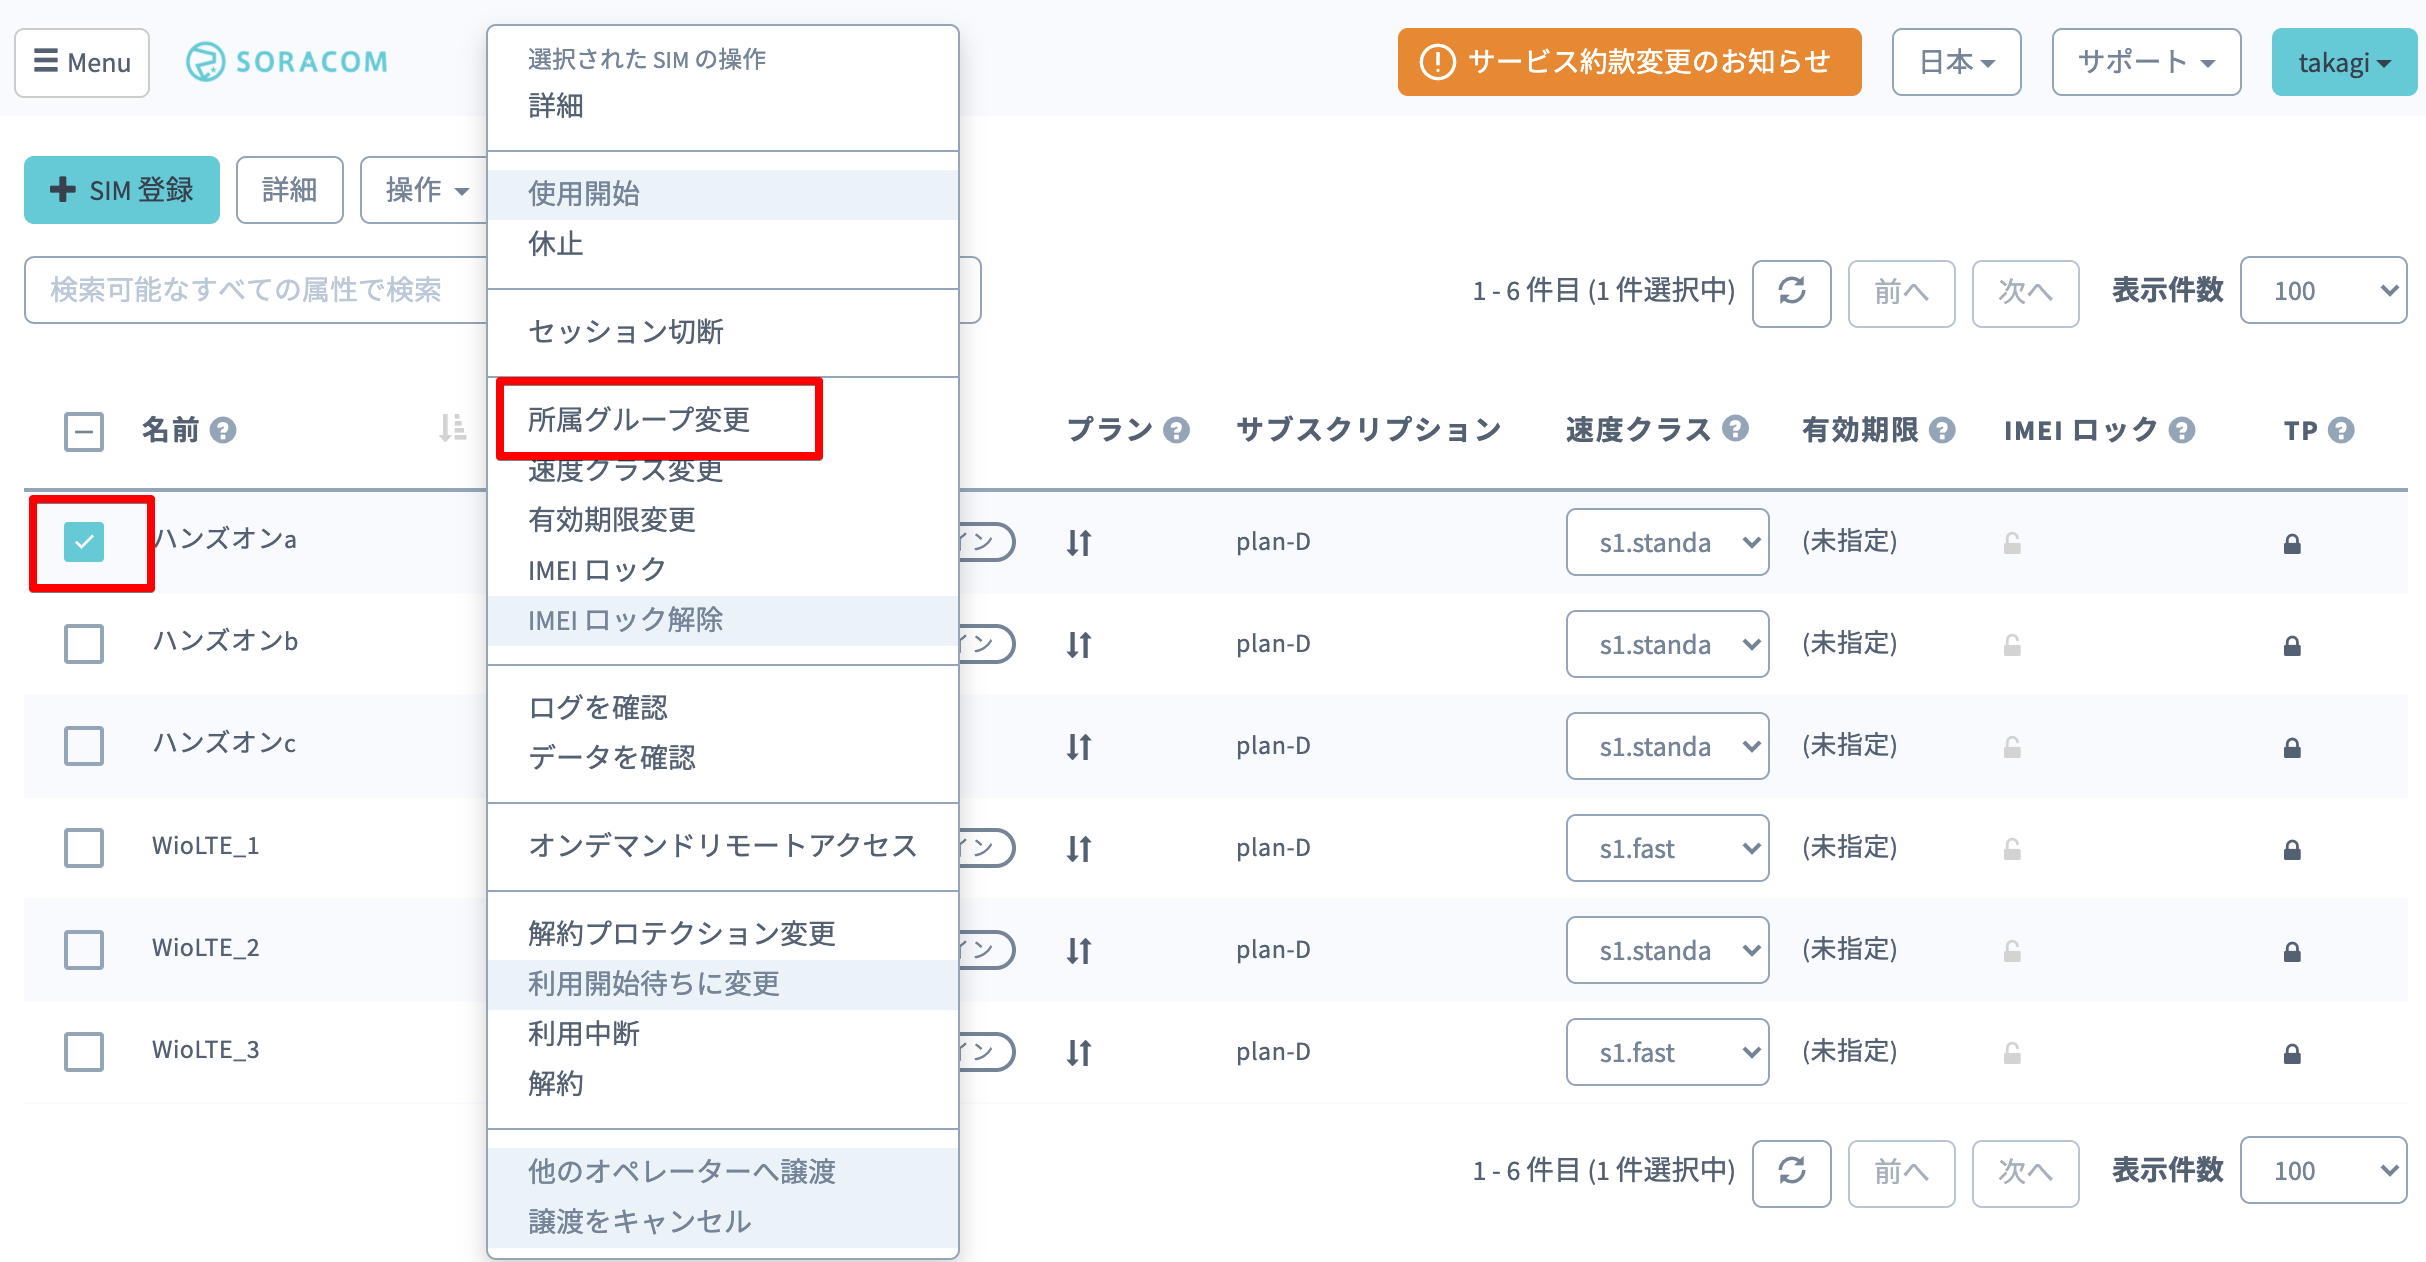 Menu
SORACOM
サービス約款変更のお知らせ
日本
サポート
takagi
SIM 登録
詳細
操作
検索可能なすべての属性で検索
選択された SIM の操作
詳細
使用開始
休止
セッション切断
所属グループ変更
速度クラス変更
有効期限変更
IMEI ロック
IMEI ロック解除
ログを確認
データを確認
オンデマンドリモートアクセス
解約プロテクション変更
利用開始待ちに変更
利用中断
解約
他のオペレーターへ譲渡
譲渡をキャンセル
1 - 6 件目 (1 件選択中)
前へ
次へ
表示件数
100
名前 プラン サブスクリプション 速度クラス 有効期限 IMEI ロック TP
ハンズオンa イン plan-D s1.standa (未指定)
ハンズオンb イン plan-D s1.standa (未指定)
ハンズオンc plan-D s1.standa (未指定)
WioLTE_1 イン plan-D s1.fast (未指定)
WioLTE_2 イン plan-D s1.standa (未指定)
WioLTE_3 イン plan-D s1.fast (未指定)
1 - 6 件目 (1 件選択中)
前へ
次へ
表示件数
100